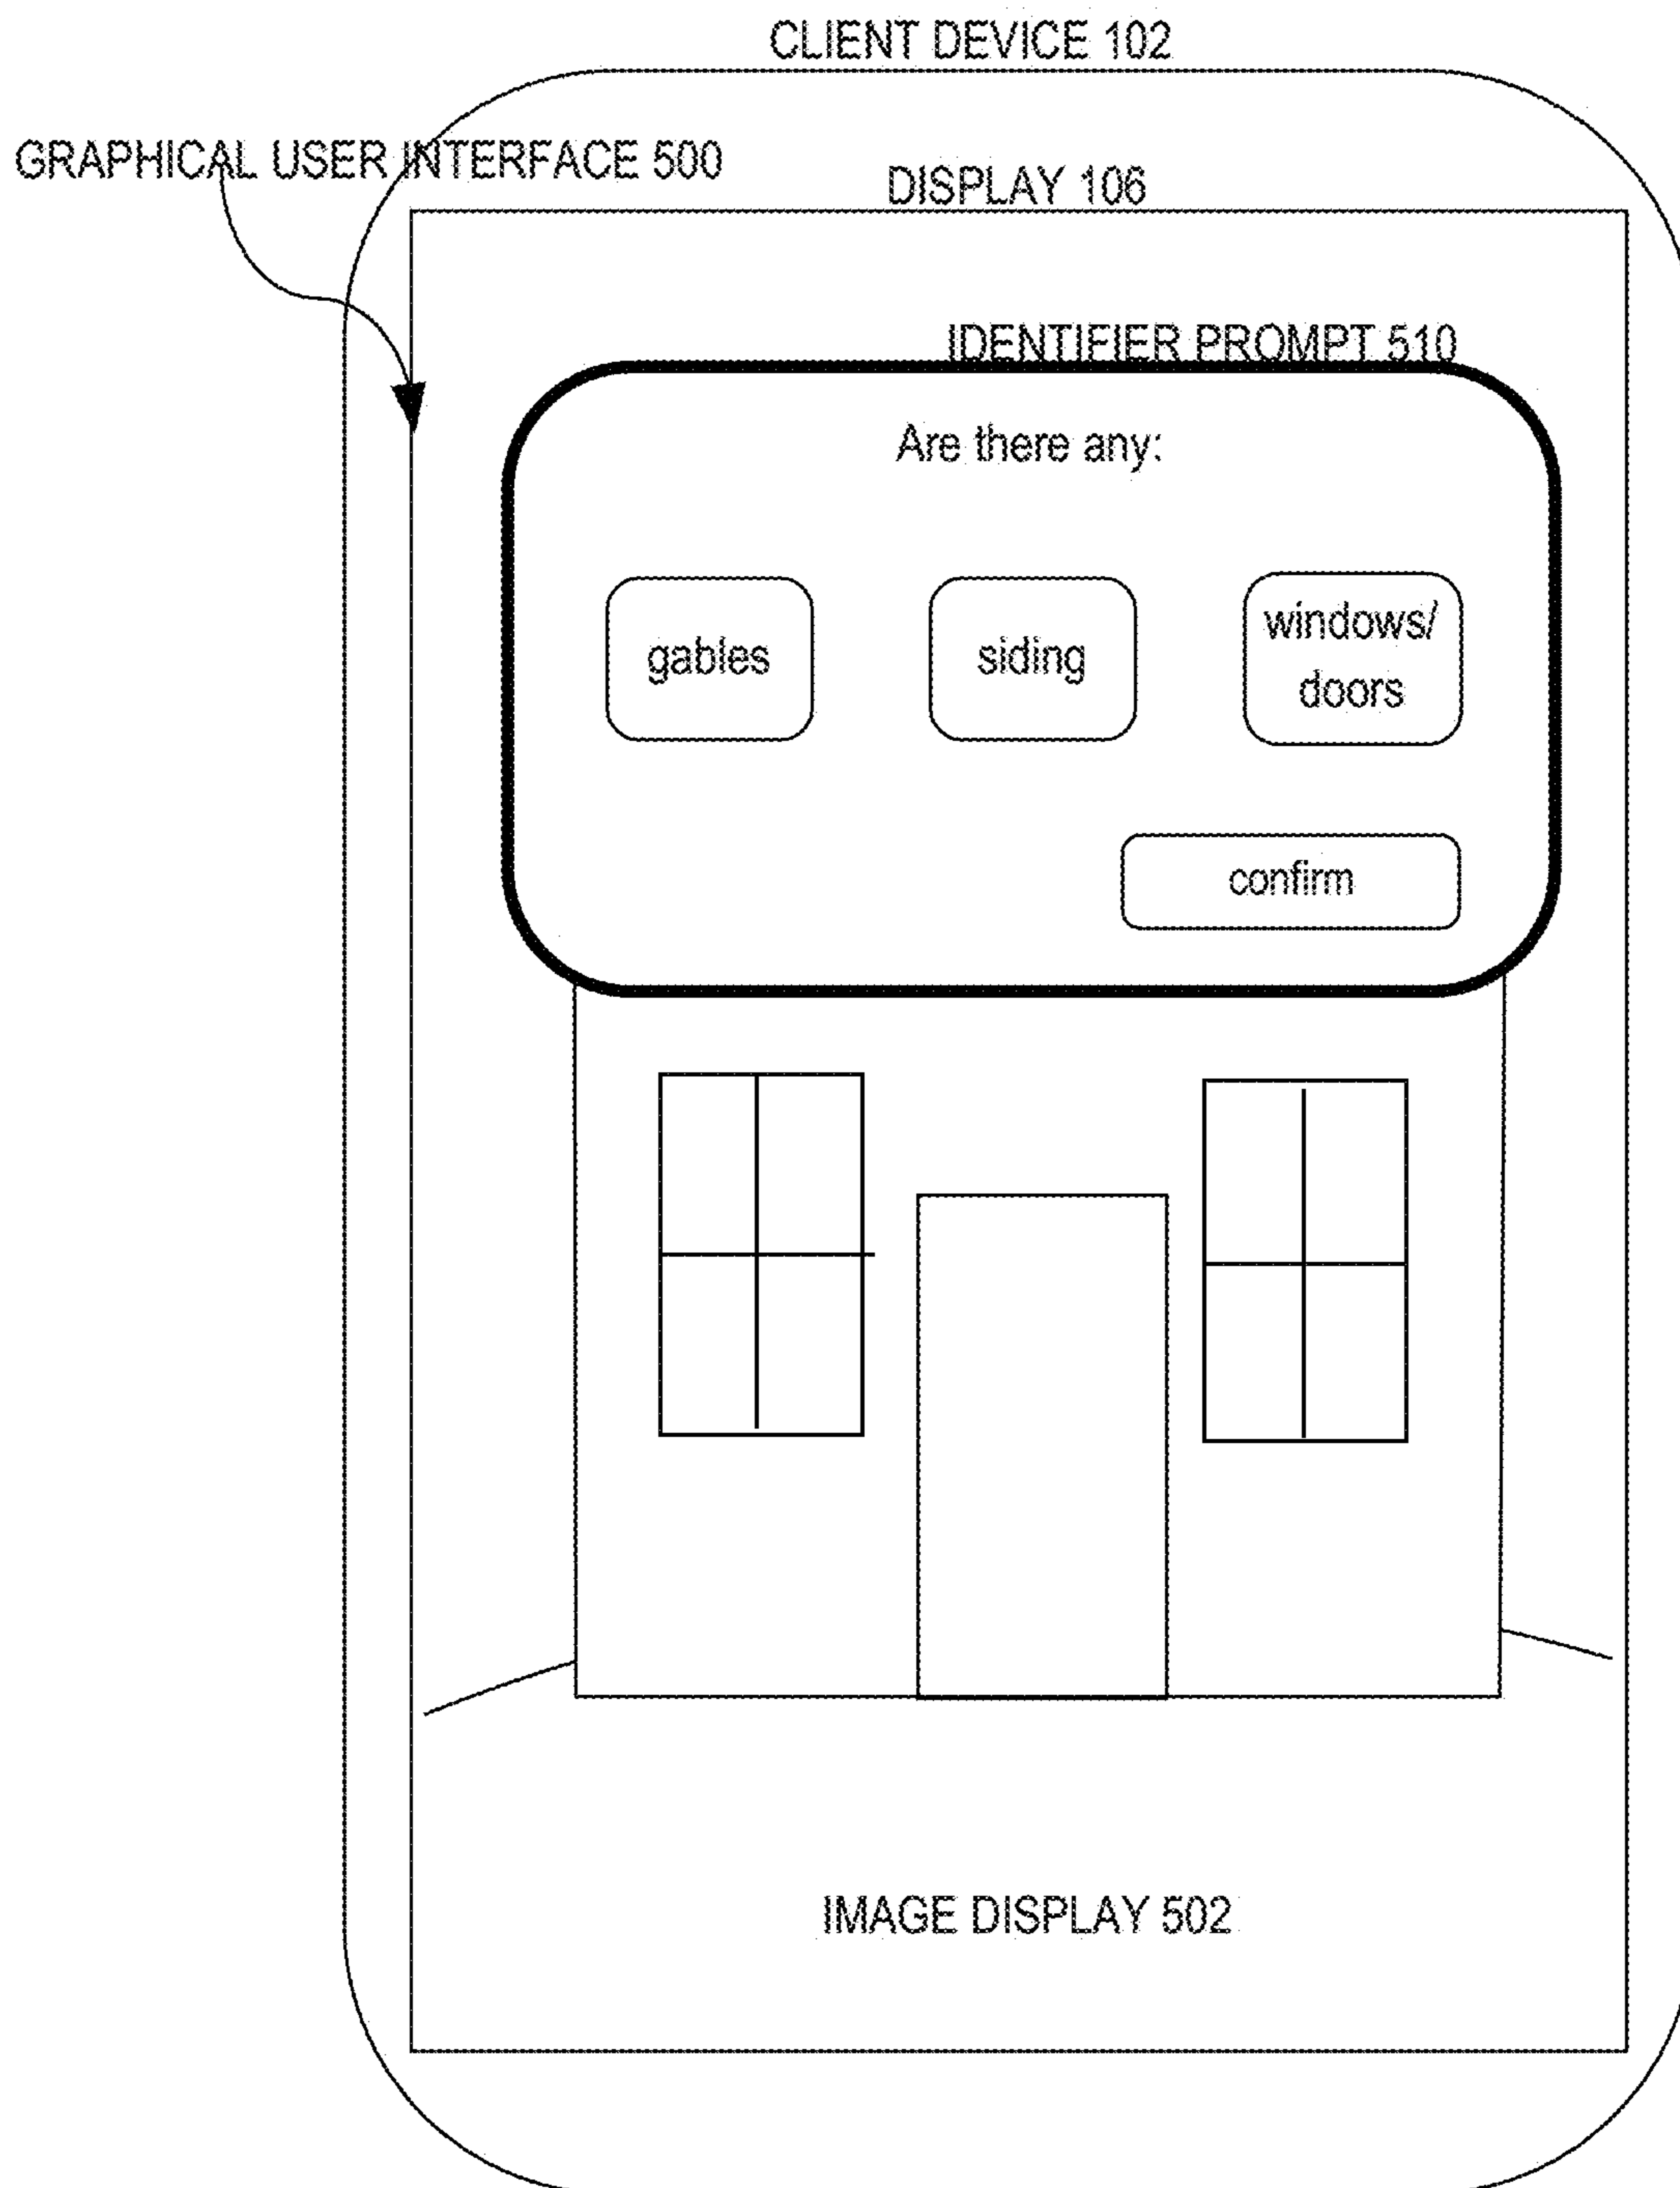 CLIENT DEVICE 102
GRAPHICAL USER INTERFACE 500
DISPLAY 106
IDENTIFIER PROMPT 510
Are there any:
gables
siding
windows/
doors
confirm
IMAGE DISPLAY 502